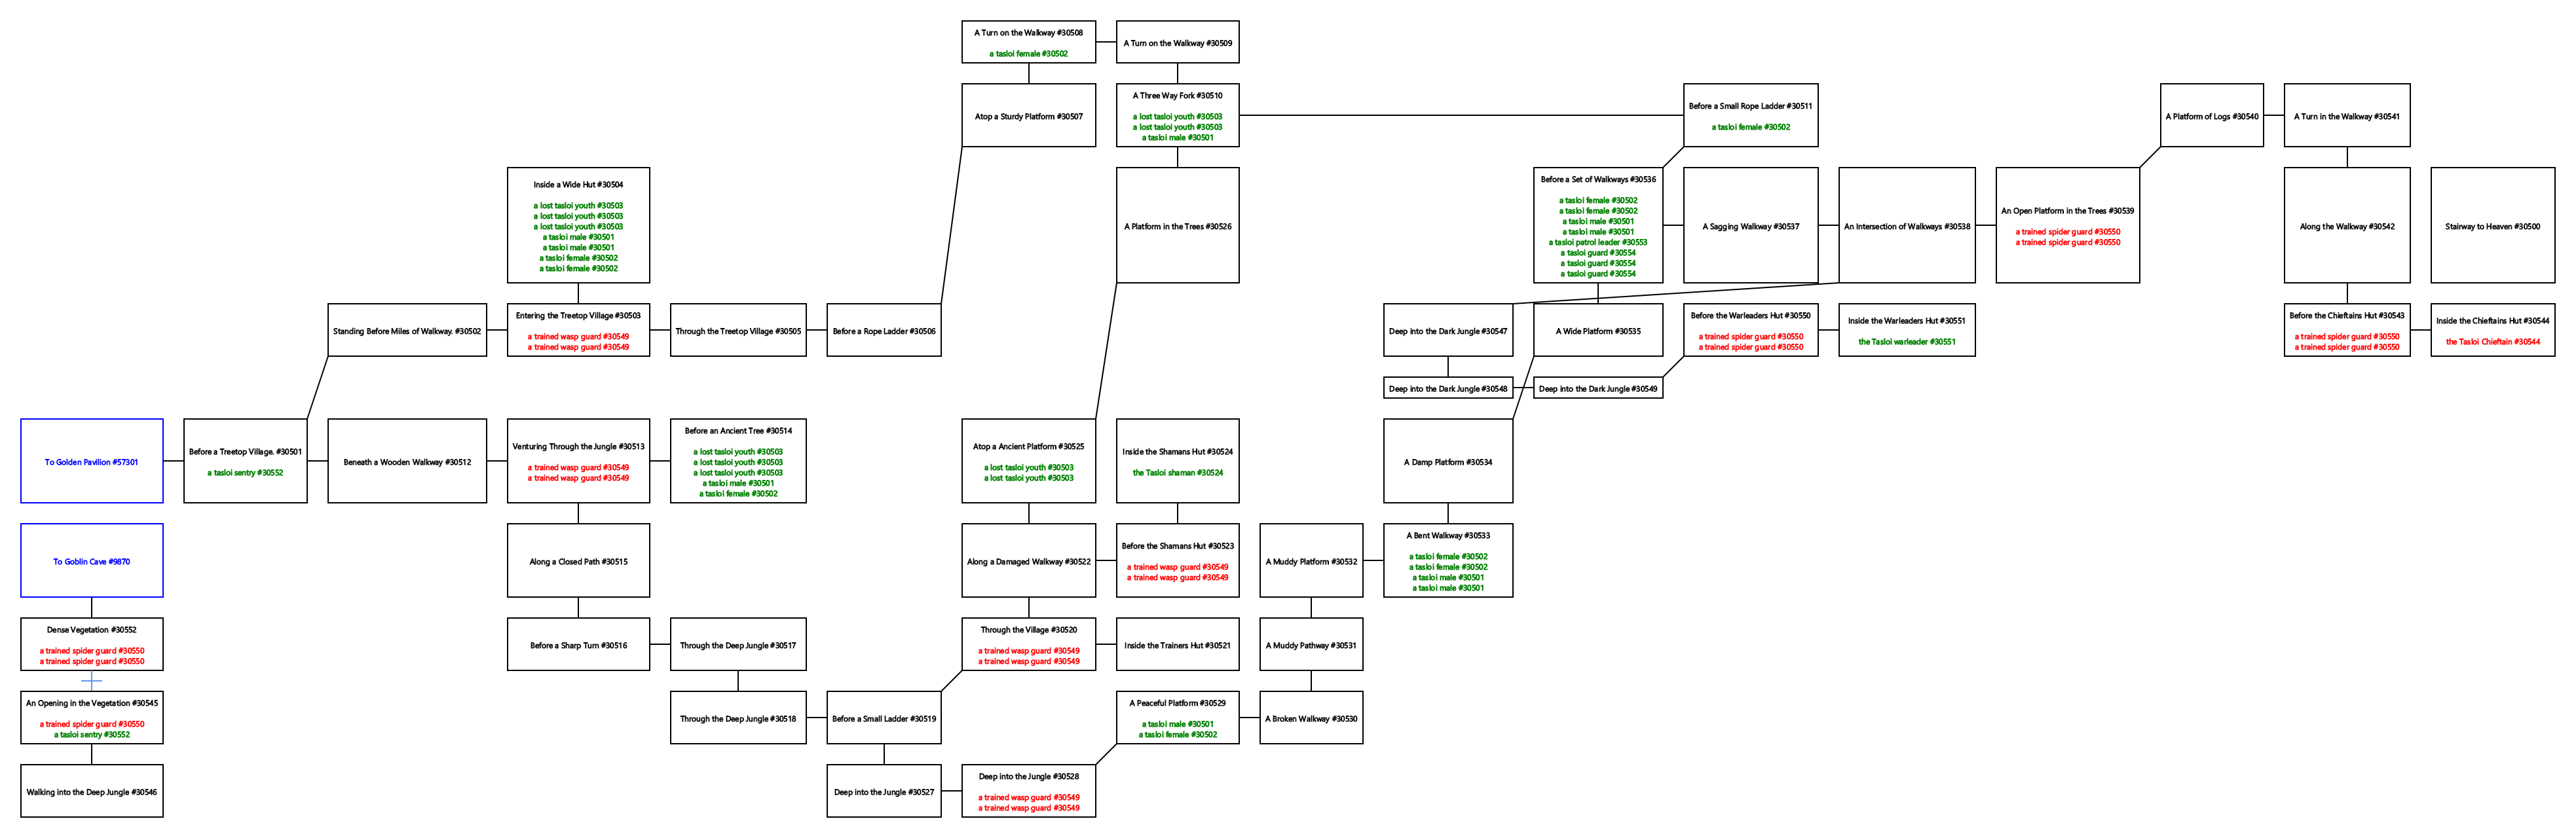 A Turn on the Walkway #30508
a tasloi female #30502
A Turn on the Walkway #30509
Atop a Sturdy Platform #30507
A Three Way Fork #30510
a lost tasloi youth #30503
a lost tasloi youth #30503
a tasloi male #30501
Before a Small Rope Ladder #30511
a tasloi female #30502
A Platform of Logs #30540
A Turn in the Walkway #30541
Inside a Wide Hut #30504
a lost tasloi youth #30503
a lost tasloi youth #30503
a lost tasloi youth #30503
a tasloi male #30501
a tasloi male #30501
a tasloi female #30502
a tasloi female #30502
A Platform in the Trees #30526
Before a Set of Walkways #30536
a tasloi female #30502
a tasloi female #30502
a tasloi male #30501
a tasloi male #30501
a tasloi patrol leader #30553
a tasloi guard #30554
a tasloi guard #30554
a tasloi guard #30554
A Sagging Walkway #30537
An Intersection of Walkways #30538
An Open Platform in the Trees #30539
a trained spider guard #30550
a trained spider guard #30550
Along the Walkway #30542
Stairway to Heaven #30500
Standing Before Miles of Walkway. #30502
Entering the Treetop Village #30503
a trained wasp guard #30549
a trained wasp guard #30549
Through the Treetop Village #30505
Before a Rope Ladder #30506
Deep into the Dark Jungle #30547
A Wide Platform #30535
Before the Warleaders Hut #30550
a trained spider guard #30550
a trained spider guard #30550
Inside the Warleaders Hut #30551
the Tasloi warleader #30551
Before the Chieftains Hut #30543
a trained spider guard #30550
a trained spider guard #30550
Inside the Chieftains Hut #30544
the Tasloi Chieftain #30544
Deep into the Dark Jungle #30548
Deep into the Dark Jungle #30549
To Golden Pavilion #57301
Before a Treetop Village. #30501
a tasloi sentry #30552
Beneath a Wooden Walkway #30512
Venturing Through the Jungle #30513
a trained wasp guard #30549
a trained wasp guard #30549
Before an Ancient Tree #30514
a lost tasloi youth #30503
a lost tasloi youth #30503
a lost tasloi youth #30503
a tasloi male #30501
a tasloi female #30502
Atop a Ancient Platform #30525
a lost tasloi youth #30503
a lost tasloi youth #30503
Inside the Shamans Hut #30524
the Tasloi shaman #30524
A Damp Platform #30534
To Goblin Cave #9870
Along a Closed Path #30515
Along a Damaged Walkway #30522
Before the Shamans Hut #30523
a trained wasp guard #30549
a trained wasp guard #30549
A Muddy Platform #30532
A Bent Walkway #30533
a tasloi female #30502
a tasloi female #30502
a tasloi male #30501
a tasloi male #30501
Dense Vegetation #30552
a trained spider guard #30550
a trained spider guard #30550
Before a Sharp Turn #30516
Through the Deep Jungle #30517
Through the Village #30520
a trained wasp guard #30549
a trained wasp guard #30549
Inside the Trainers Hut #30521
A Muddy Pathway #30531
An Opening in the Vegetation #30545
a trained spider guard #30550
a tasloi sentry #30552
Through the Deep Jungle #30518
Before a Small Ladder #30519
A Peaceful Platform #30529
a tasloi male #30501
a tasloi female #30502
A Broken Walkway #30530
Walking into the Deep Jungle #30546
Deep into the Jungle #30527
Deep into the Jungle #30528
a trained wasp guard #30549
a trained wasp guard #30549